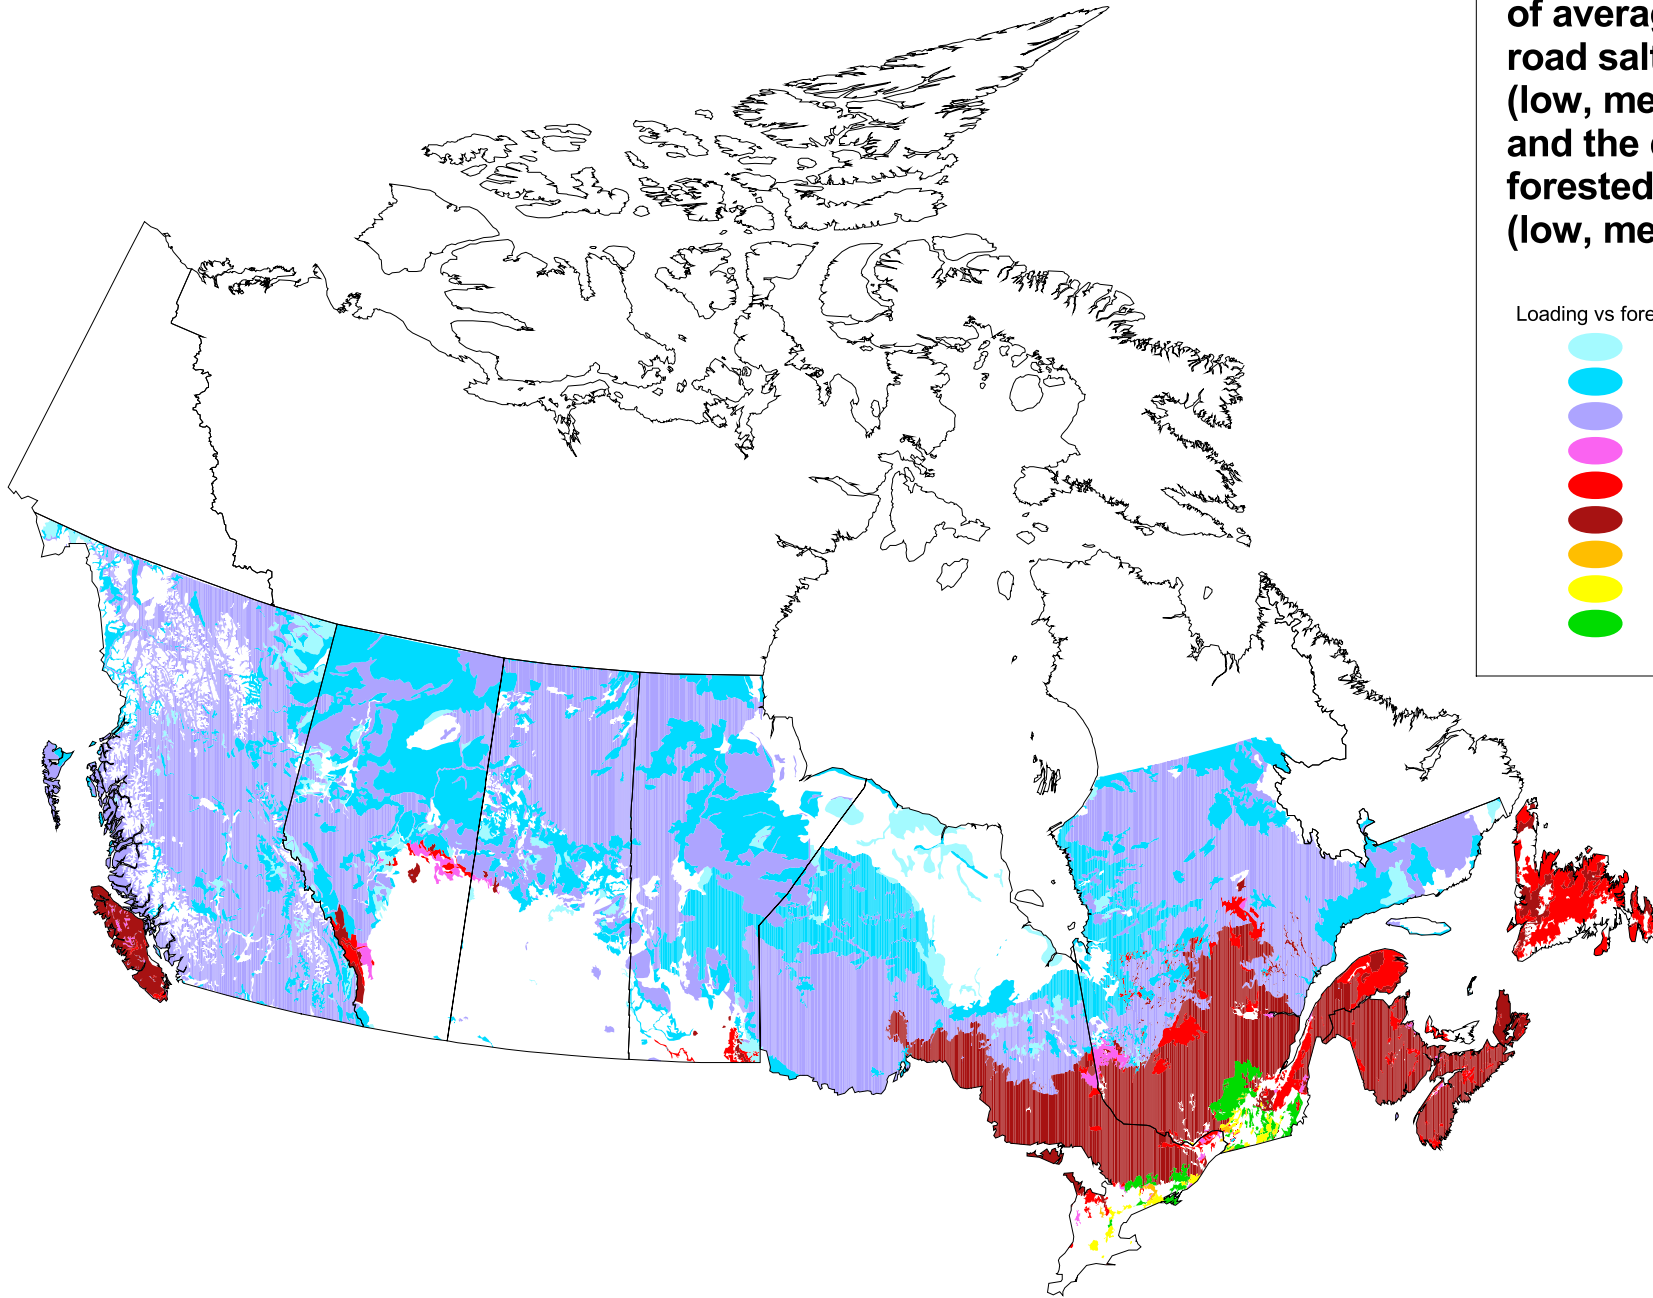 of averag
road salt
(low, me
and the
forested
(low, me
Loading vs fore